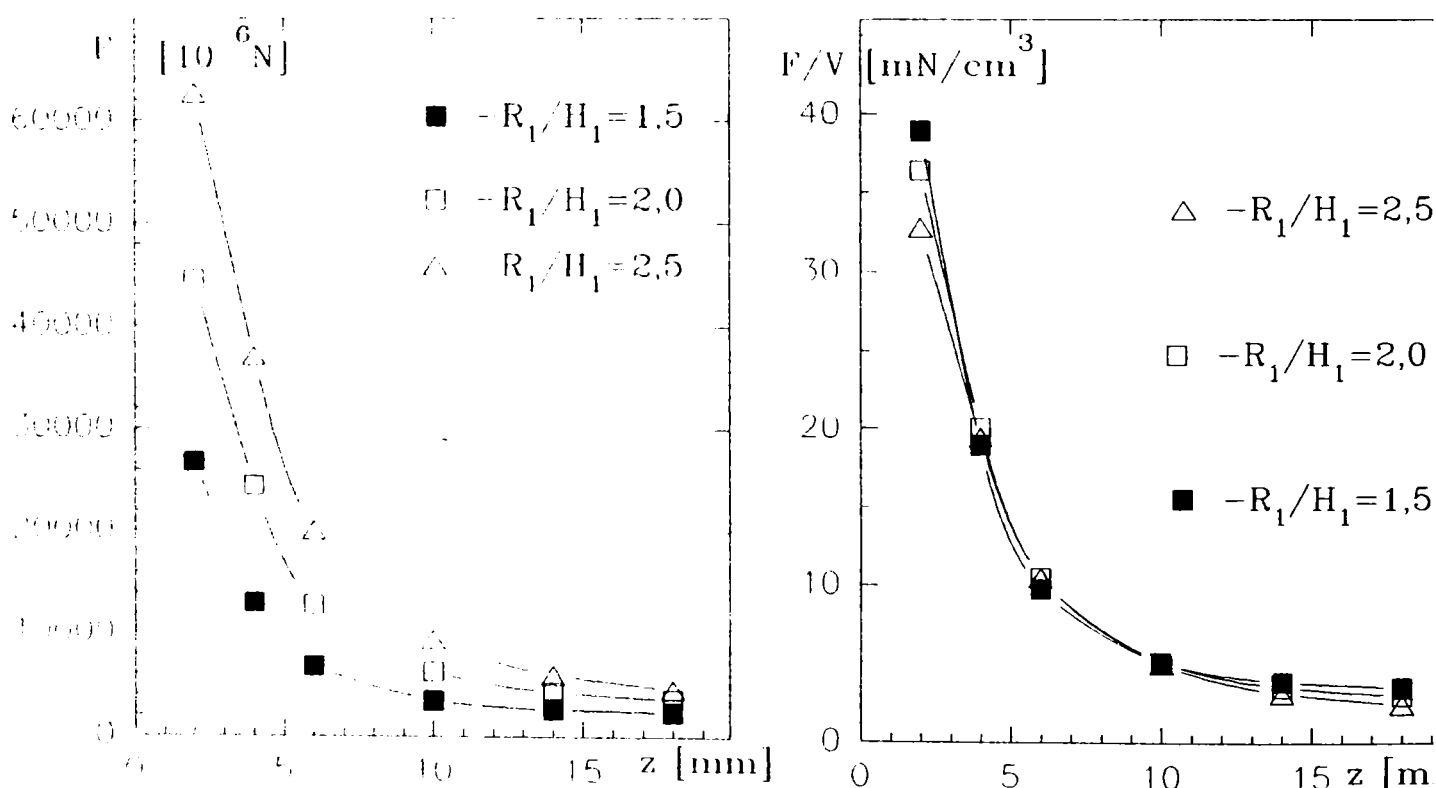 F [10 ⁶N]
60000
50000
40000
30000
20000
10000
0
0 5 10 15 z [mm]
■ -R₁/H₁=1,5
□ -R₁/H₁=2,0
△ R₁/H₁=2,5
F/V [mN/cm³]
40
30
20
10
0
0 5 10 15 z [m
△ -R₁/H₁=2,5
□ -R₁/H₁=2,0
■ -R₁/H₁=1,5